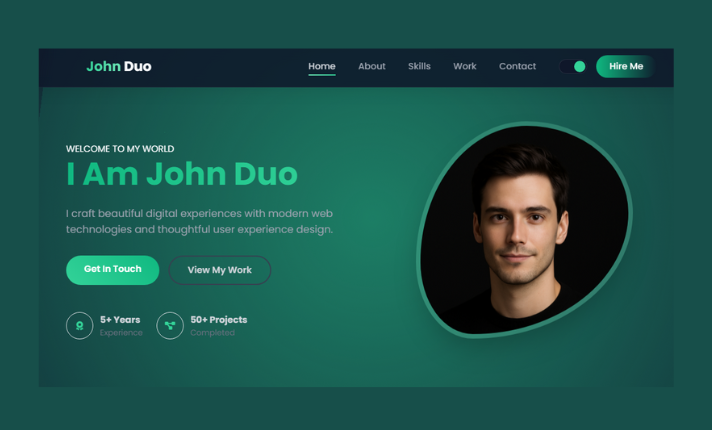 John Duo
Home About Skills Work Contact Hire Me
WELCOME TO MY WORLD
I Am John Duo
I craft beautiful digital experiences with modern web
technologies and thoughtful user experience design.
Get In Touch View My Work
5+ Years 50+ Projects
Experience Completed